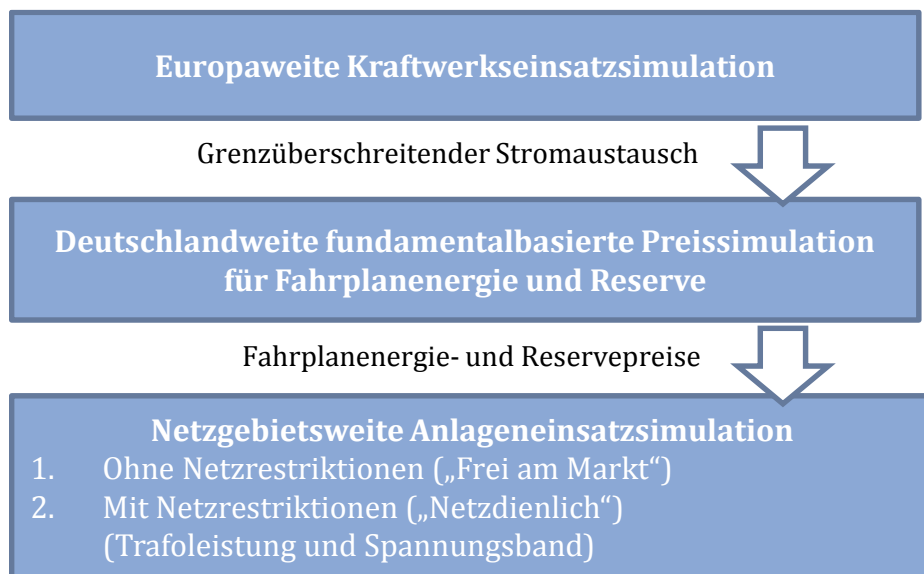 Europaweite Kraftwerkseinsatzsimulation
Grenzüberschreitender Stromaustausch
Deutschlandweite fundamentalbasierte Preissimulation
für Fahrplanenergie und Reserve
Fahrplanenergie- und Reservepreise
Netzgebietsweite Anlageneinsatzsimulation
1. Ohne Netzrestriktionen („Frei am Markt“)
2. Mit Netzrestriktionen („Netzdienlich“)
(Trafoleistung und Spannungsband)